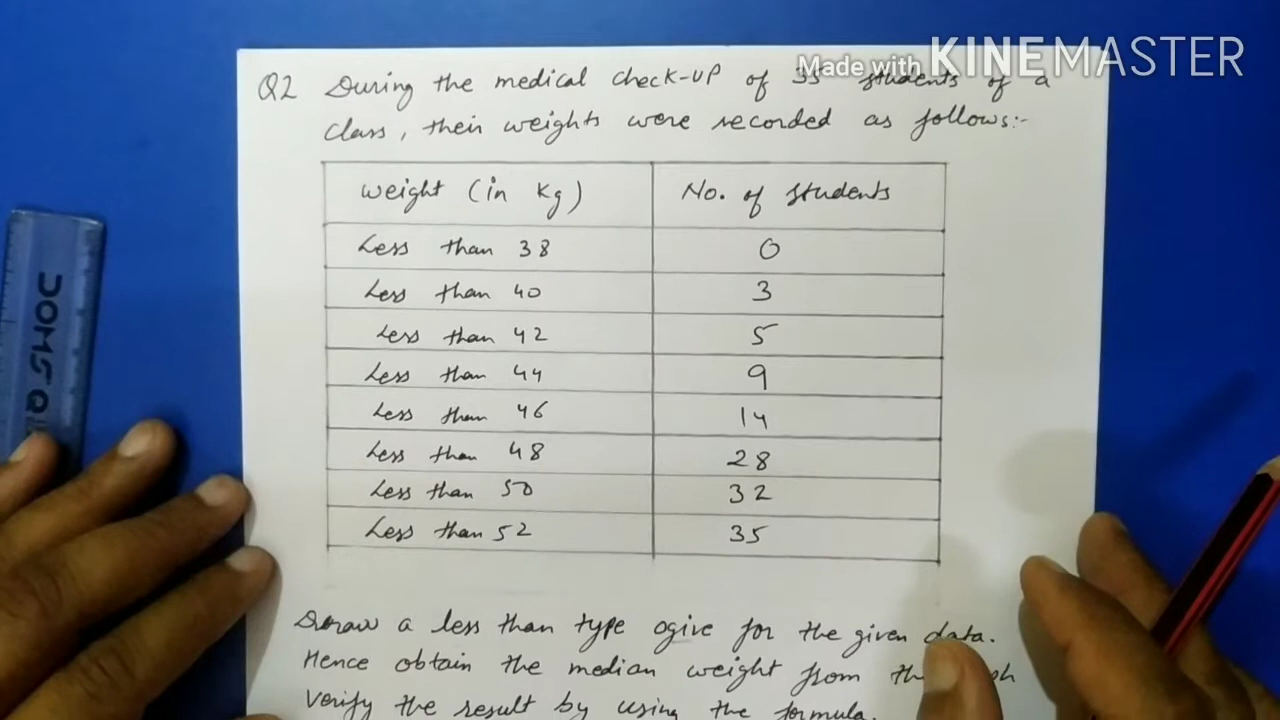 Made with KINEMASTER
Q2 During the medical check-up of 35 students of a
class, their weights were recorded as follows:-
Weight (in Kg) No. of students
Less than 38 0
Less than 40 3
Less than 42 5
Less than 44 9
Less than 46 14
Less than 48 28
Less than 50 32
Less than 52 35
Draw a less than type ogive for the given data.
Hence obtain the median weight from the
Verify the result by using the formula.
DOMS